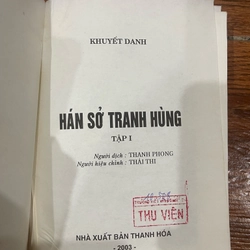 KHUYẾT DANH
HÁN SỞ TRANH HÙNG
TẬP I
Người dịch : THANH PHONG
Người hiệu chính : THÁI THI
THƯ VIỆN
NHÀ XUẤT BẢN THANH HÓA
- 2003 -